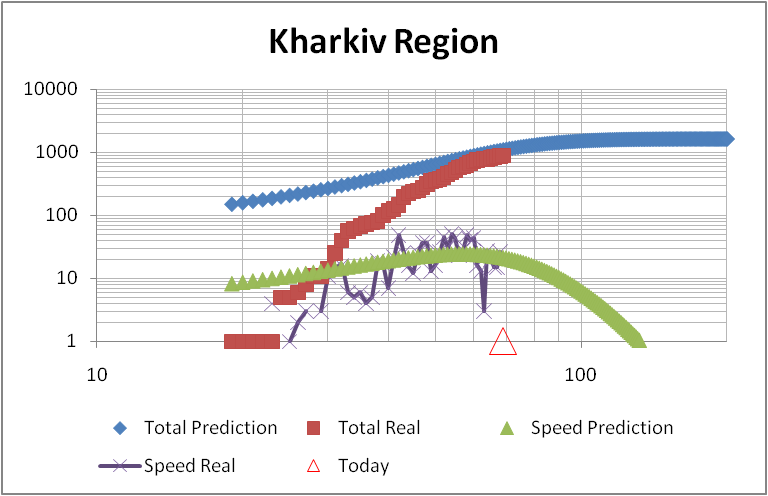 Kharkiv Region
10000
1000
100
10
1
10 100
Total Prediction Total Real Speed Prediction
Speed Real Today